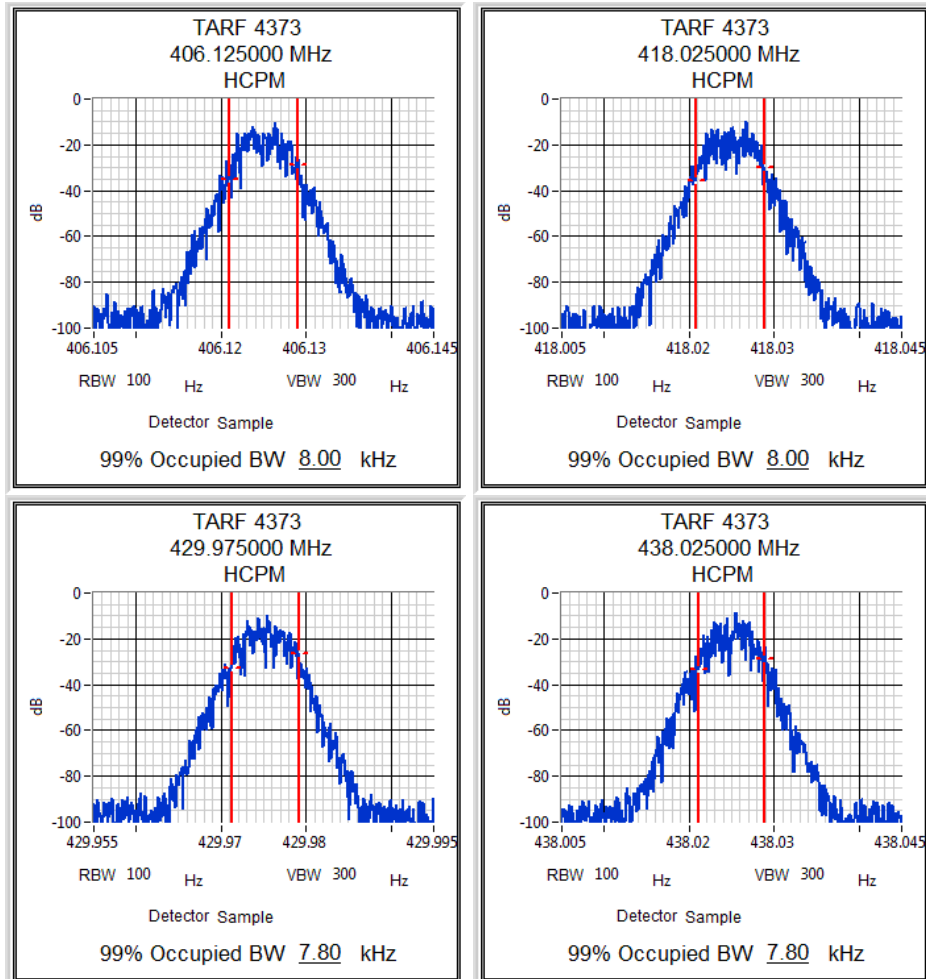 TARF 4373
406.125000 MHz
HCPM
0
-20
-40
-60
-80
-100
dB
406.105 406.12 406.13 406.145
RBW 100 Hz VBW 300 Hz
Detector Sample
99% Occupied BW 8.00 kHz
TARF 4373
418.025000 MHz
HCPM
0
-20
-40
-60
-80
-100
dB
418.005 418.02 418.03 418.045
RBW 100 Hz VBW 300 Hz
Detector Sample
99% Occupied BW 8.00 kHz
TARF 4373
429.975000 MHz
HCPM
0
-20
-40
-60
-80
-100
dB
429.955 429.97 429.98 429.995
RBW 100 Hz VBW 300 Hz
Detector Sample
99% Occupied BW 7.80 kHz
TARF 4373
438.025000 MHz
HCPM
0
-20
-40
-60
-80
-100
dB
438.005 438.02 438.03 438.045
RBW 100 Hz VBW 300 Hz
Detector Sample
99% Occupied BW 7.80 kHz